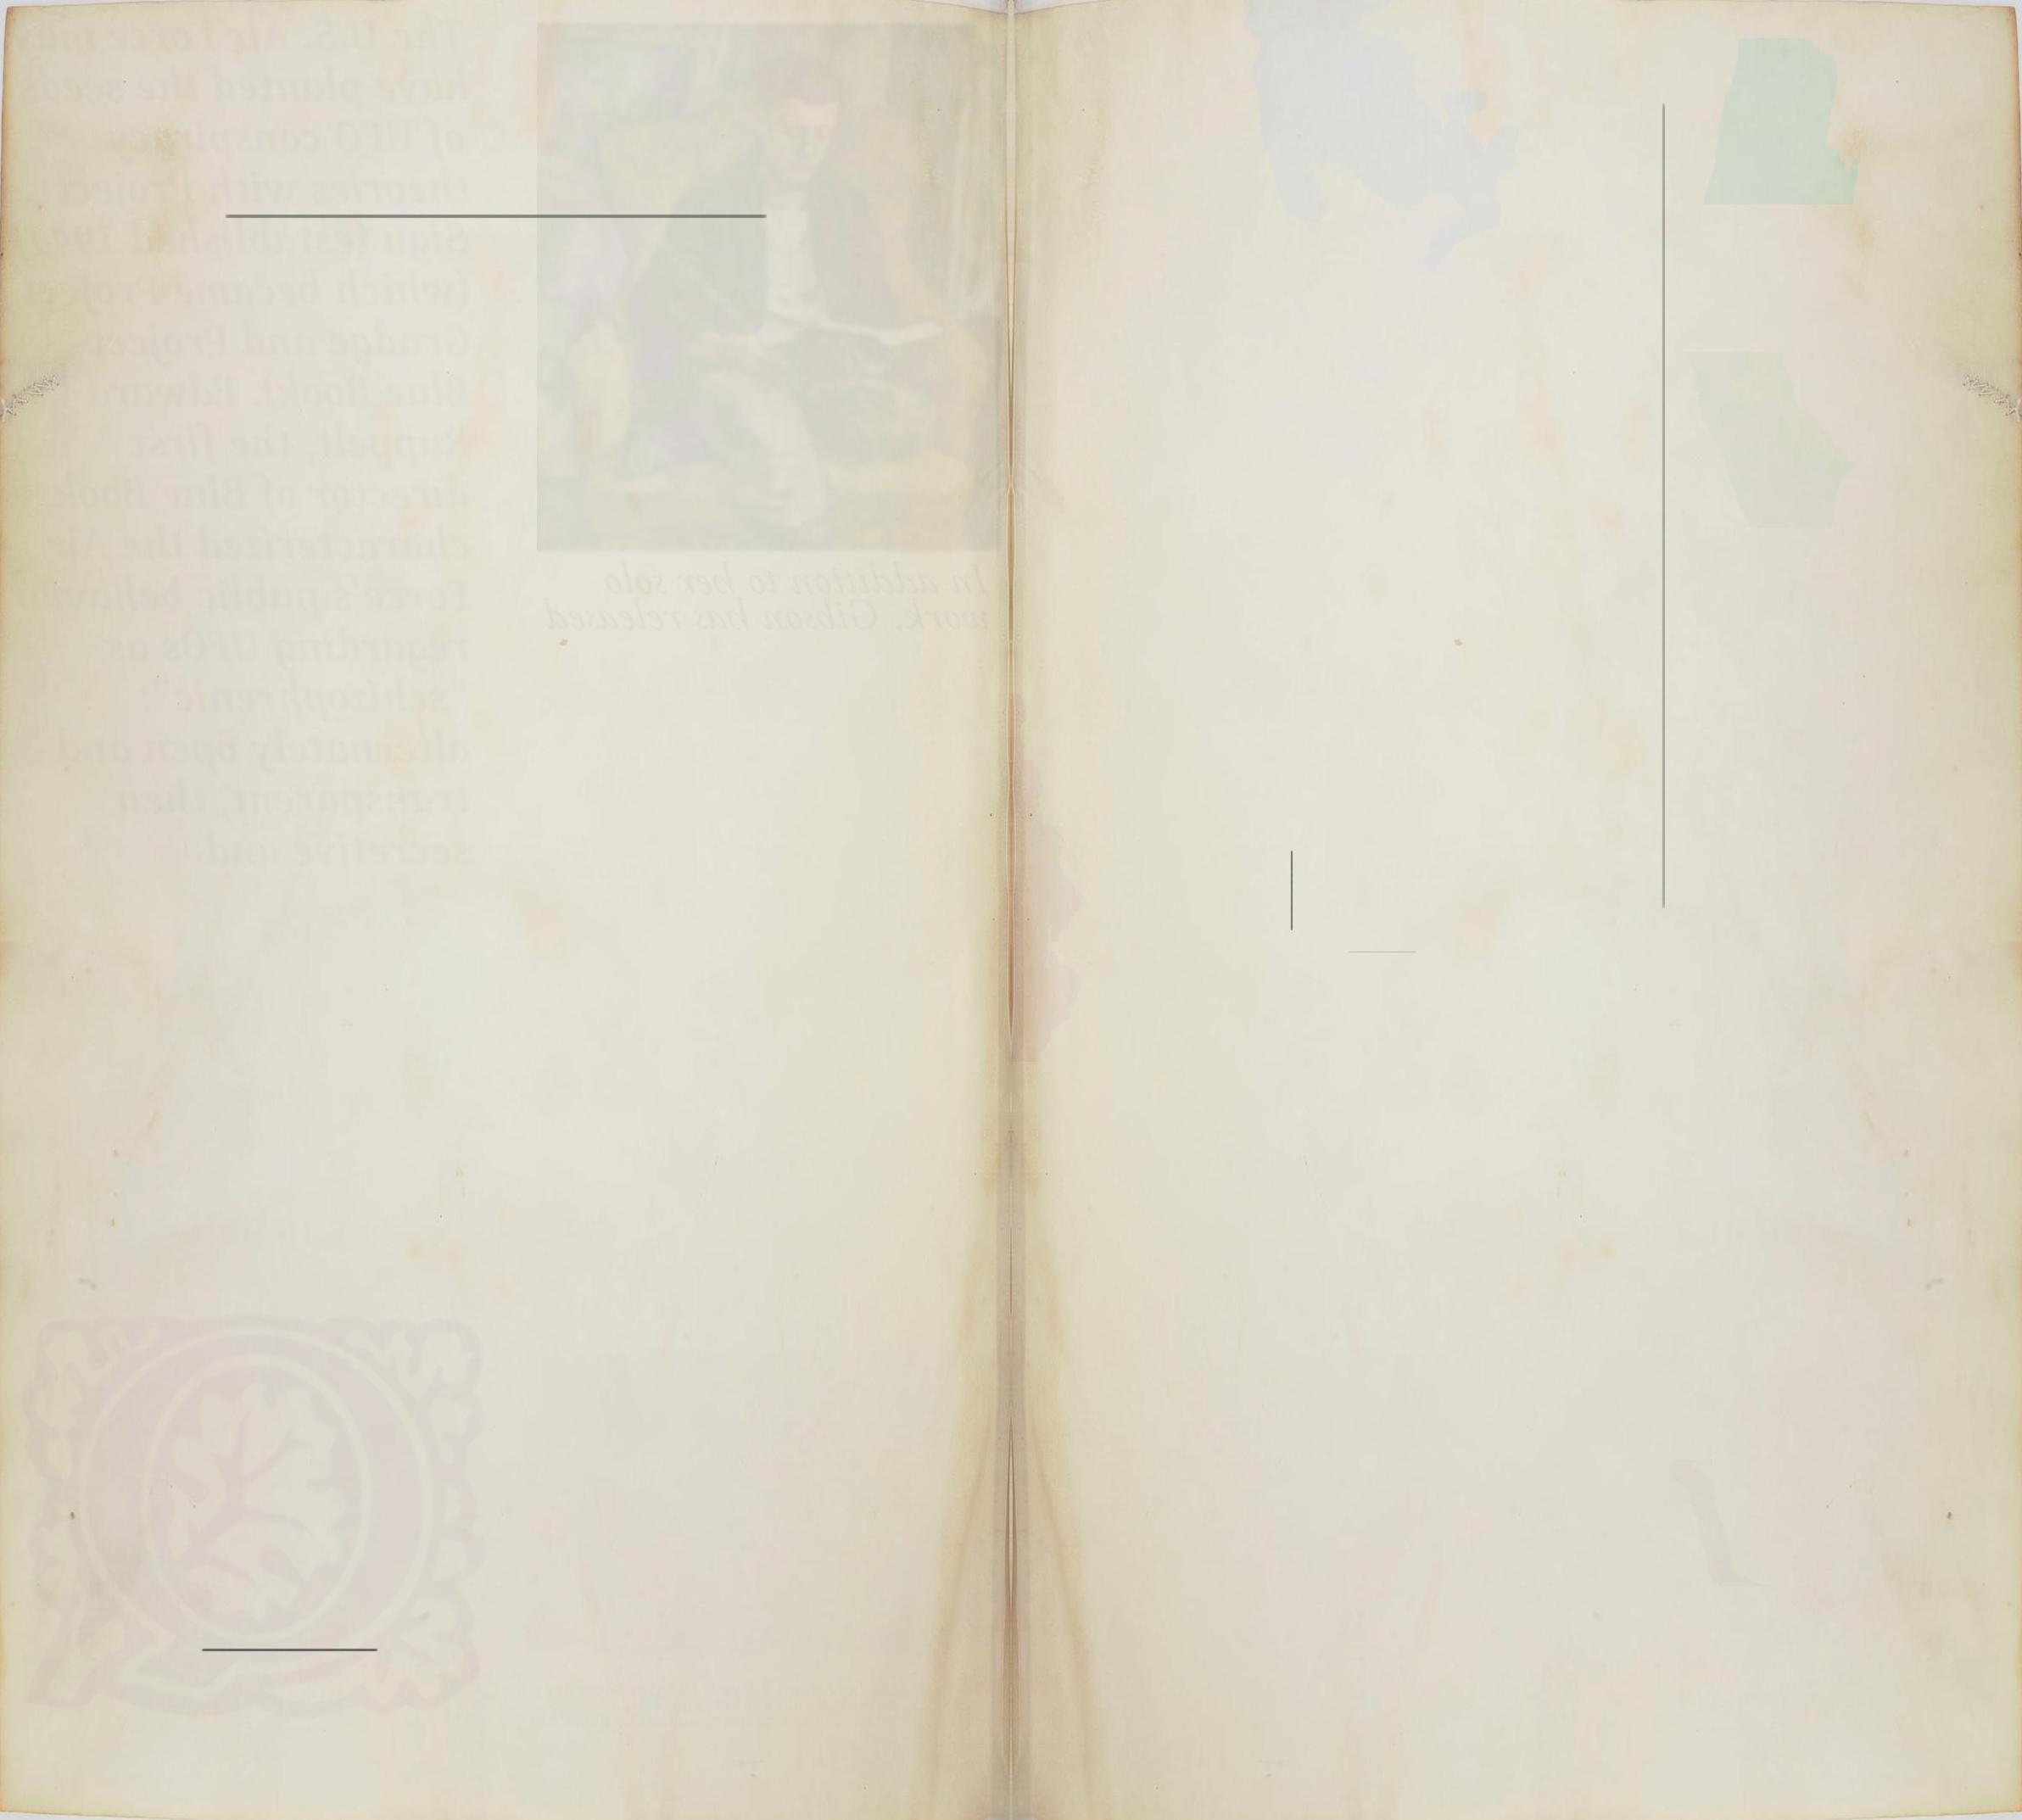 The U.S. Air Force may
have planted the seeds
of UFO conspiracy
theories with Project
Sign (established 1947)
(which became Project
Grudge and Project
Blue Book). Edward J.
Ruppelt, the first
director of Blue Book,
characterized the Air
Force's public behavior
regarding UFOs as
"schizophrenic":
alternately open and
transparent, then
secretive and
In addition to her solo
work, Gibson has released